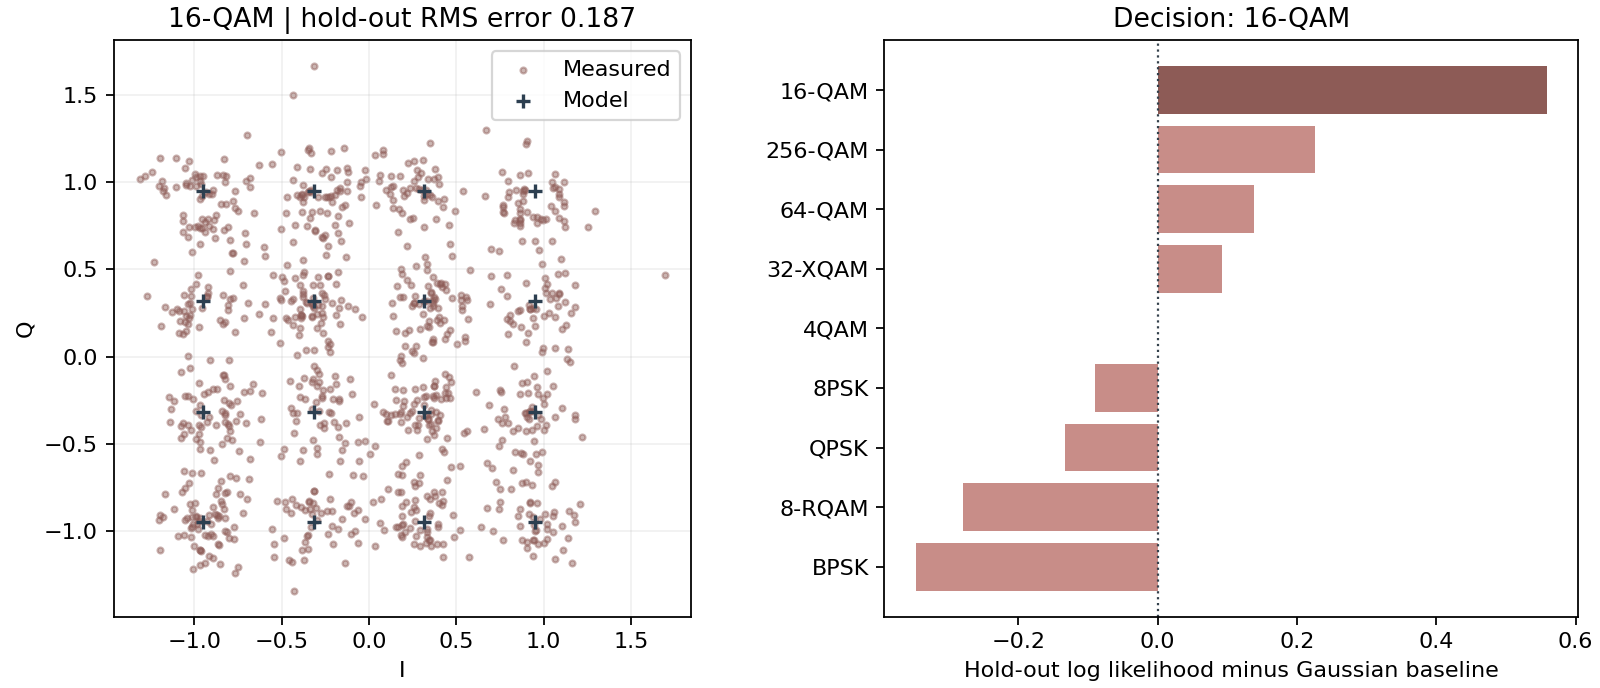 16-QAM | hold-out RMS error 0.187
Measured
Model
1.5
1.0
0.5
0.0
−0.5
−1.0
Q
−1.0
−0.5
0.0
0.5
1.0
1.5
I
Decision: 16-QAM
16-QAM
256-QAM
64-QAM
32-XQAM
4QAM
8PSK
QPSK
8-RQAM
BPSK
−0.2
0.0
0.2
0.4
0.6
Hold-out log likelihood minus Gaussian baseline